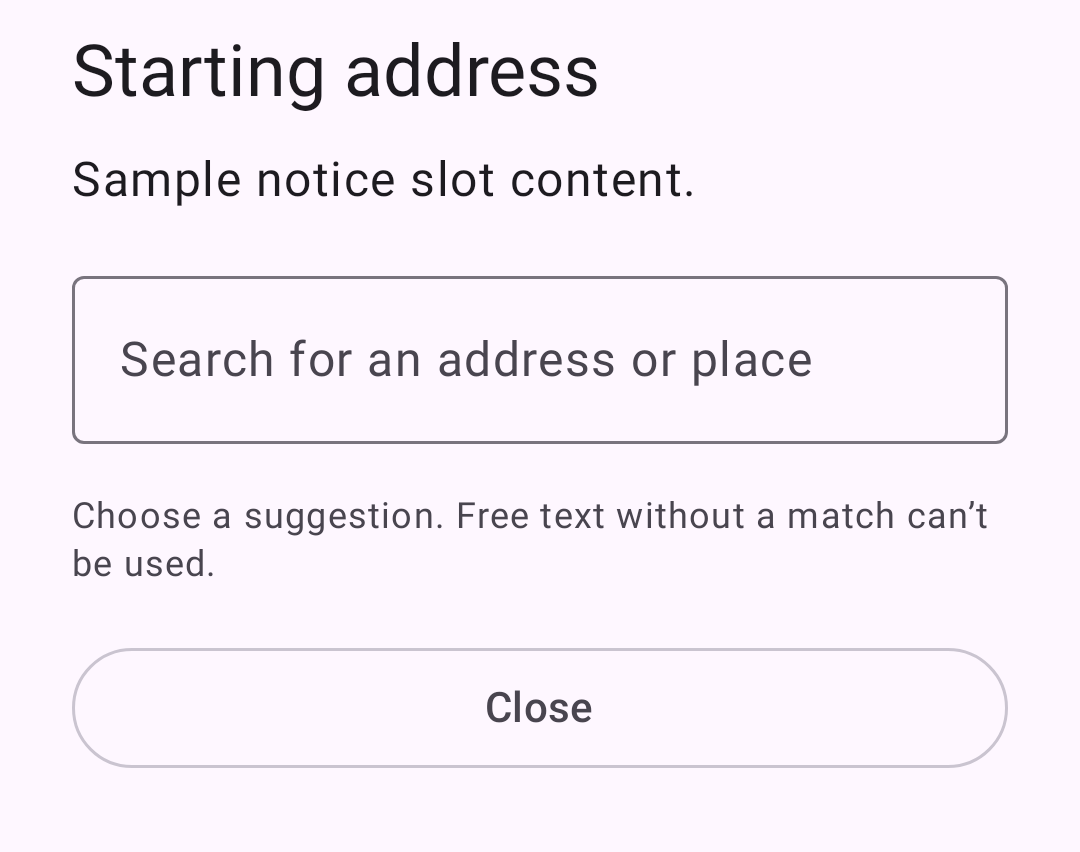 Starting address
Sample notice slot content.
Search for an address or place
Choose a suggestion. Free text without a match can’t
be used.
Close